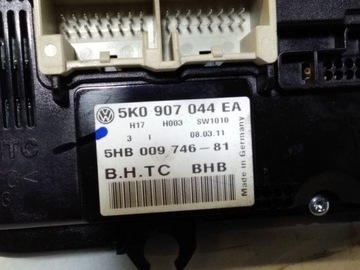 5K0 907 044 EA
H17 H003 SW1010
3 I 08.03.11
5HB 009 746-81
B.H.TC BHB
Made in Germany